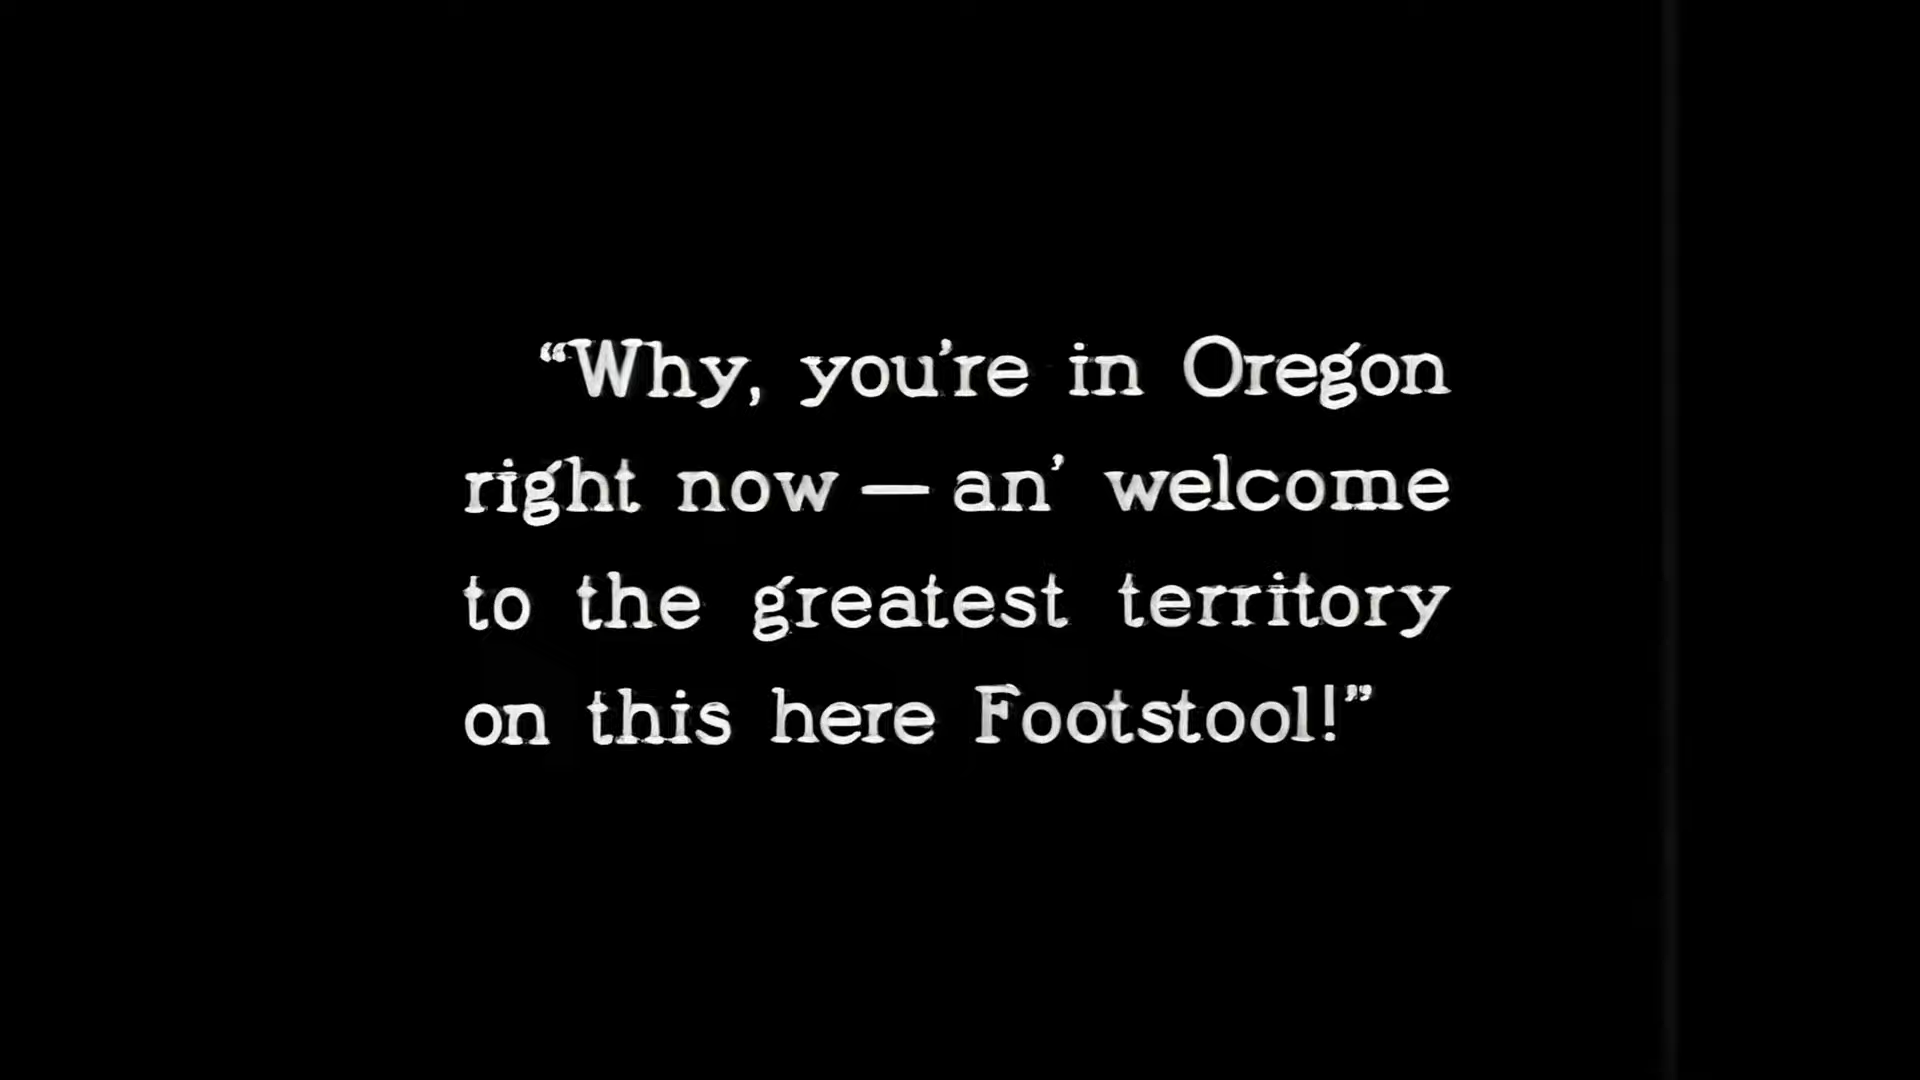 “Why, you're in Oregon
right now — an' welcome
to the greatest territory
on this here Footstool!”